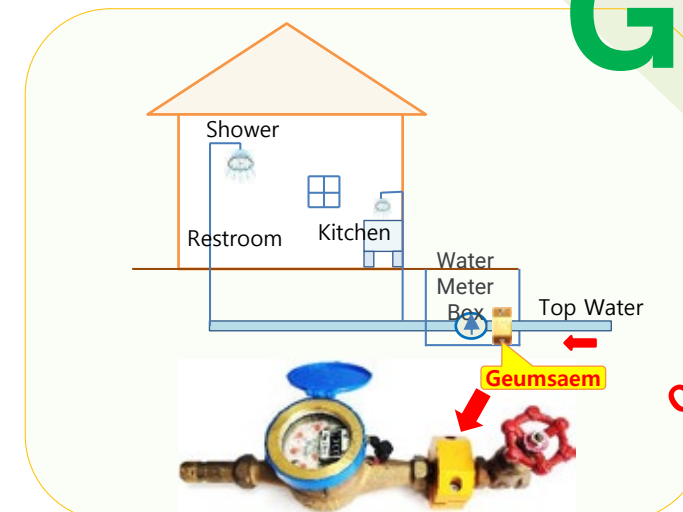 G
Shower
Restroom
Kitchen
Water
Meter
Box
Top Water
Geumsaem